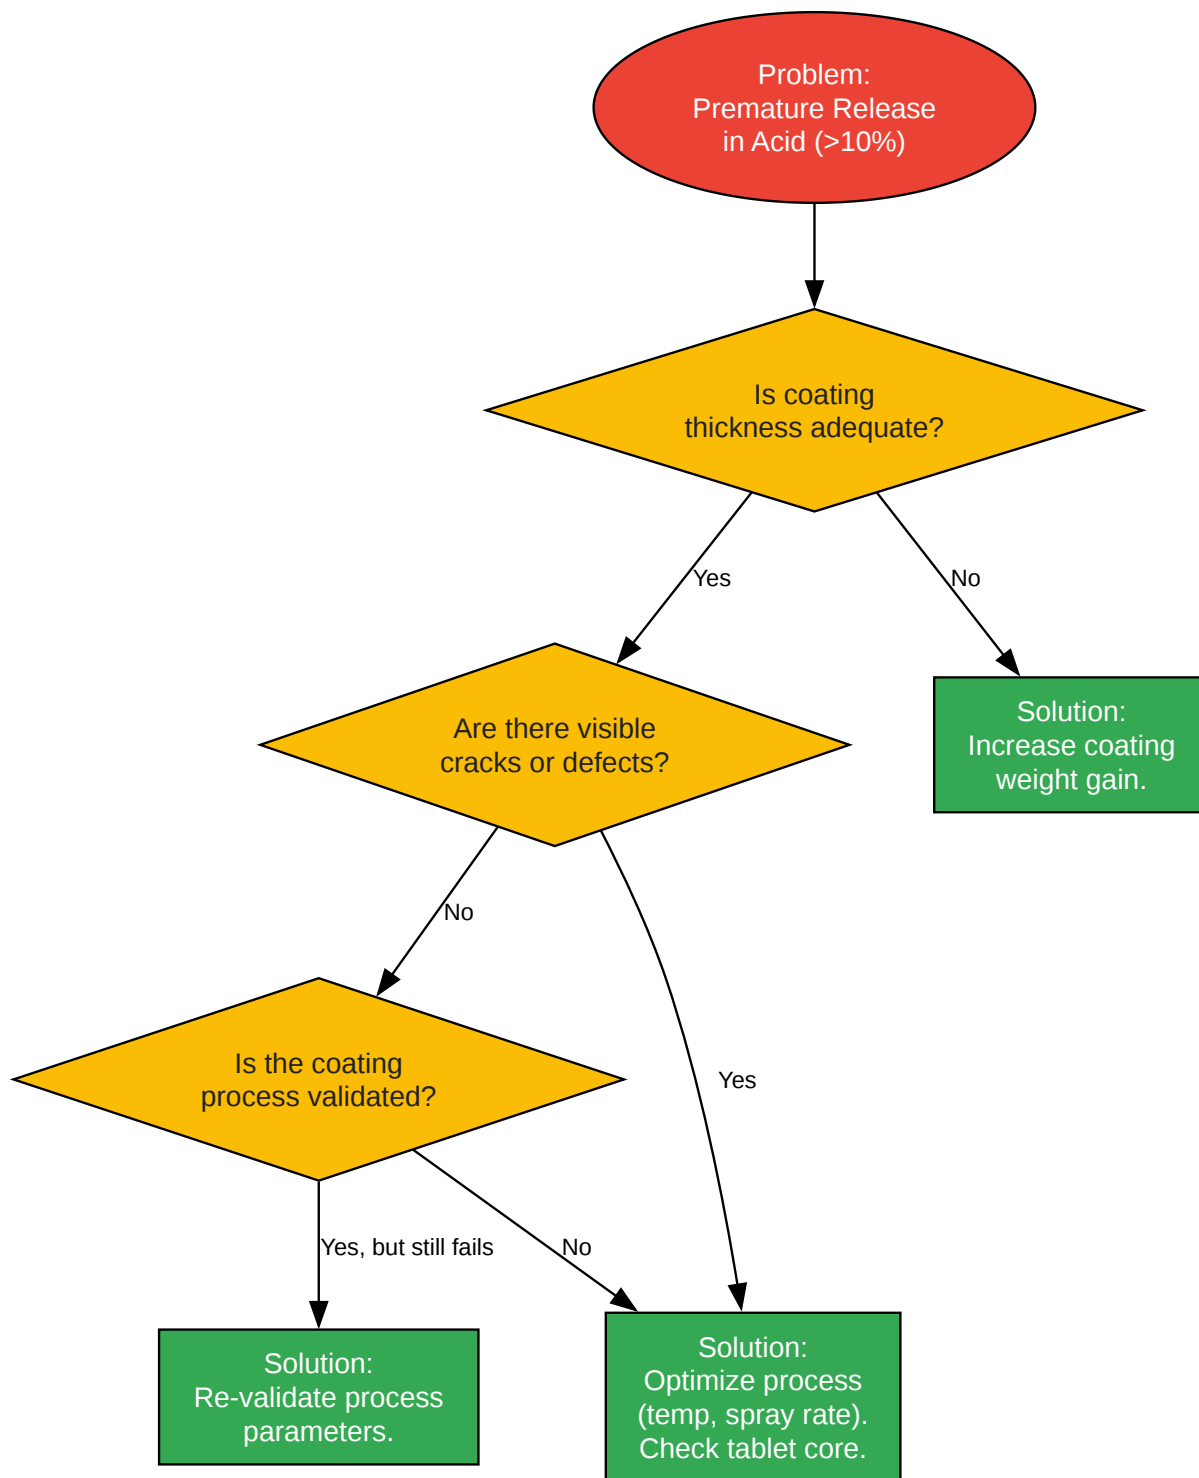 Problem:
Premature Release
in Acid (>10%)
Is coating
thickness adequate?
Yes
No
Are there visible
cracks or defects?
Solution:
Increase coating
weight gain.
No
Yes
Is the coating
process validated?
Yes, but still fails
No
Solution:
Re-validate process
parameters.
Solution:
Optimize process
(temp, spray rate).
Check tablet core.